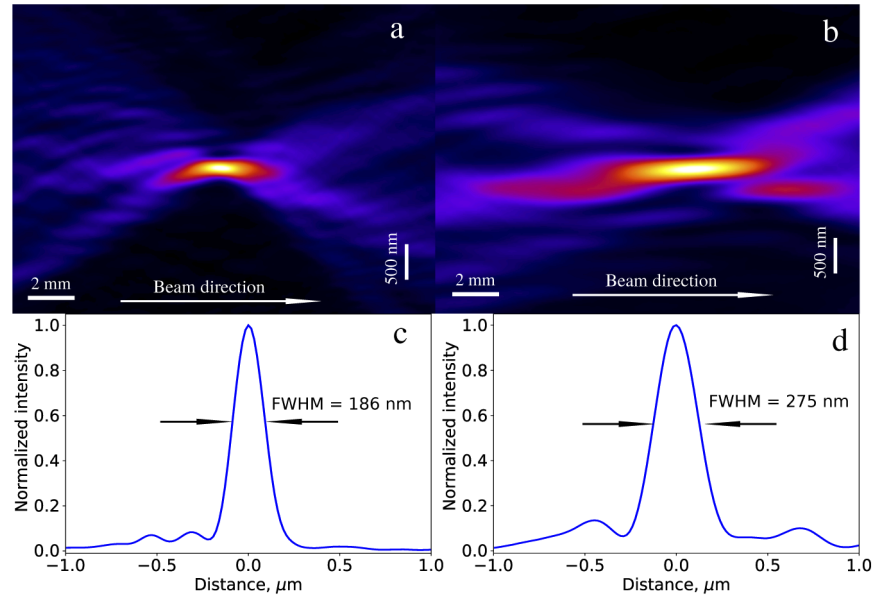 a
b
2 mm
Beam direction
500 nm
2 mm
Beam direction
500 nm
c
Normalized intensity
1.0
0.8
0.6
0.4
0.2
0.0
FWHM = 186 nm
−1.0 −0.5 0.0 0.5 1.0
Distance, μm
d
Normalized intensity
1.0
0.8
0.6
0.4
0.2
0.0
FWHM = 275 nm
−1.0 −0.5 0.0 0.5 1.0
Distance, μm